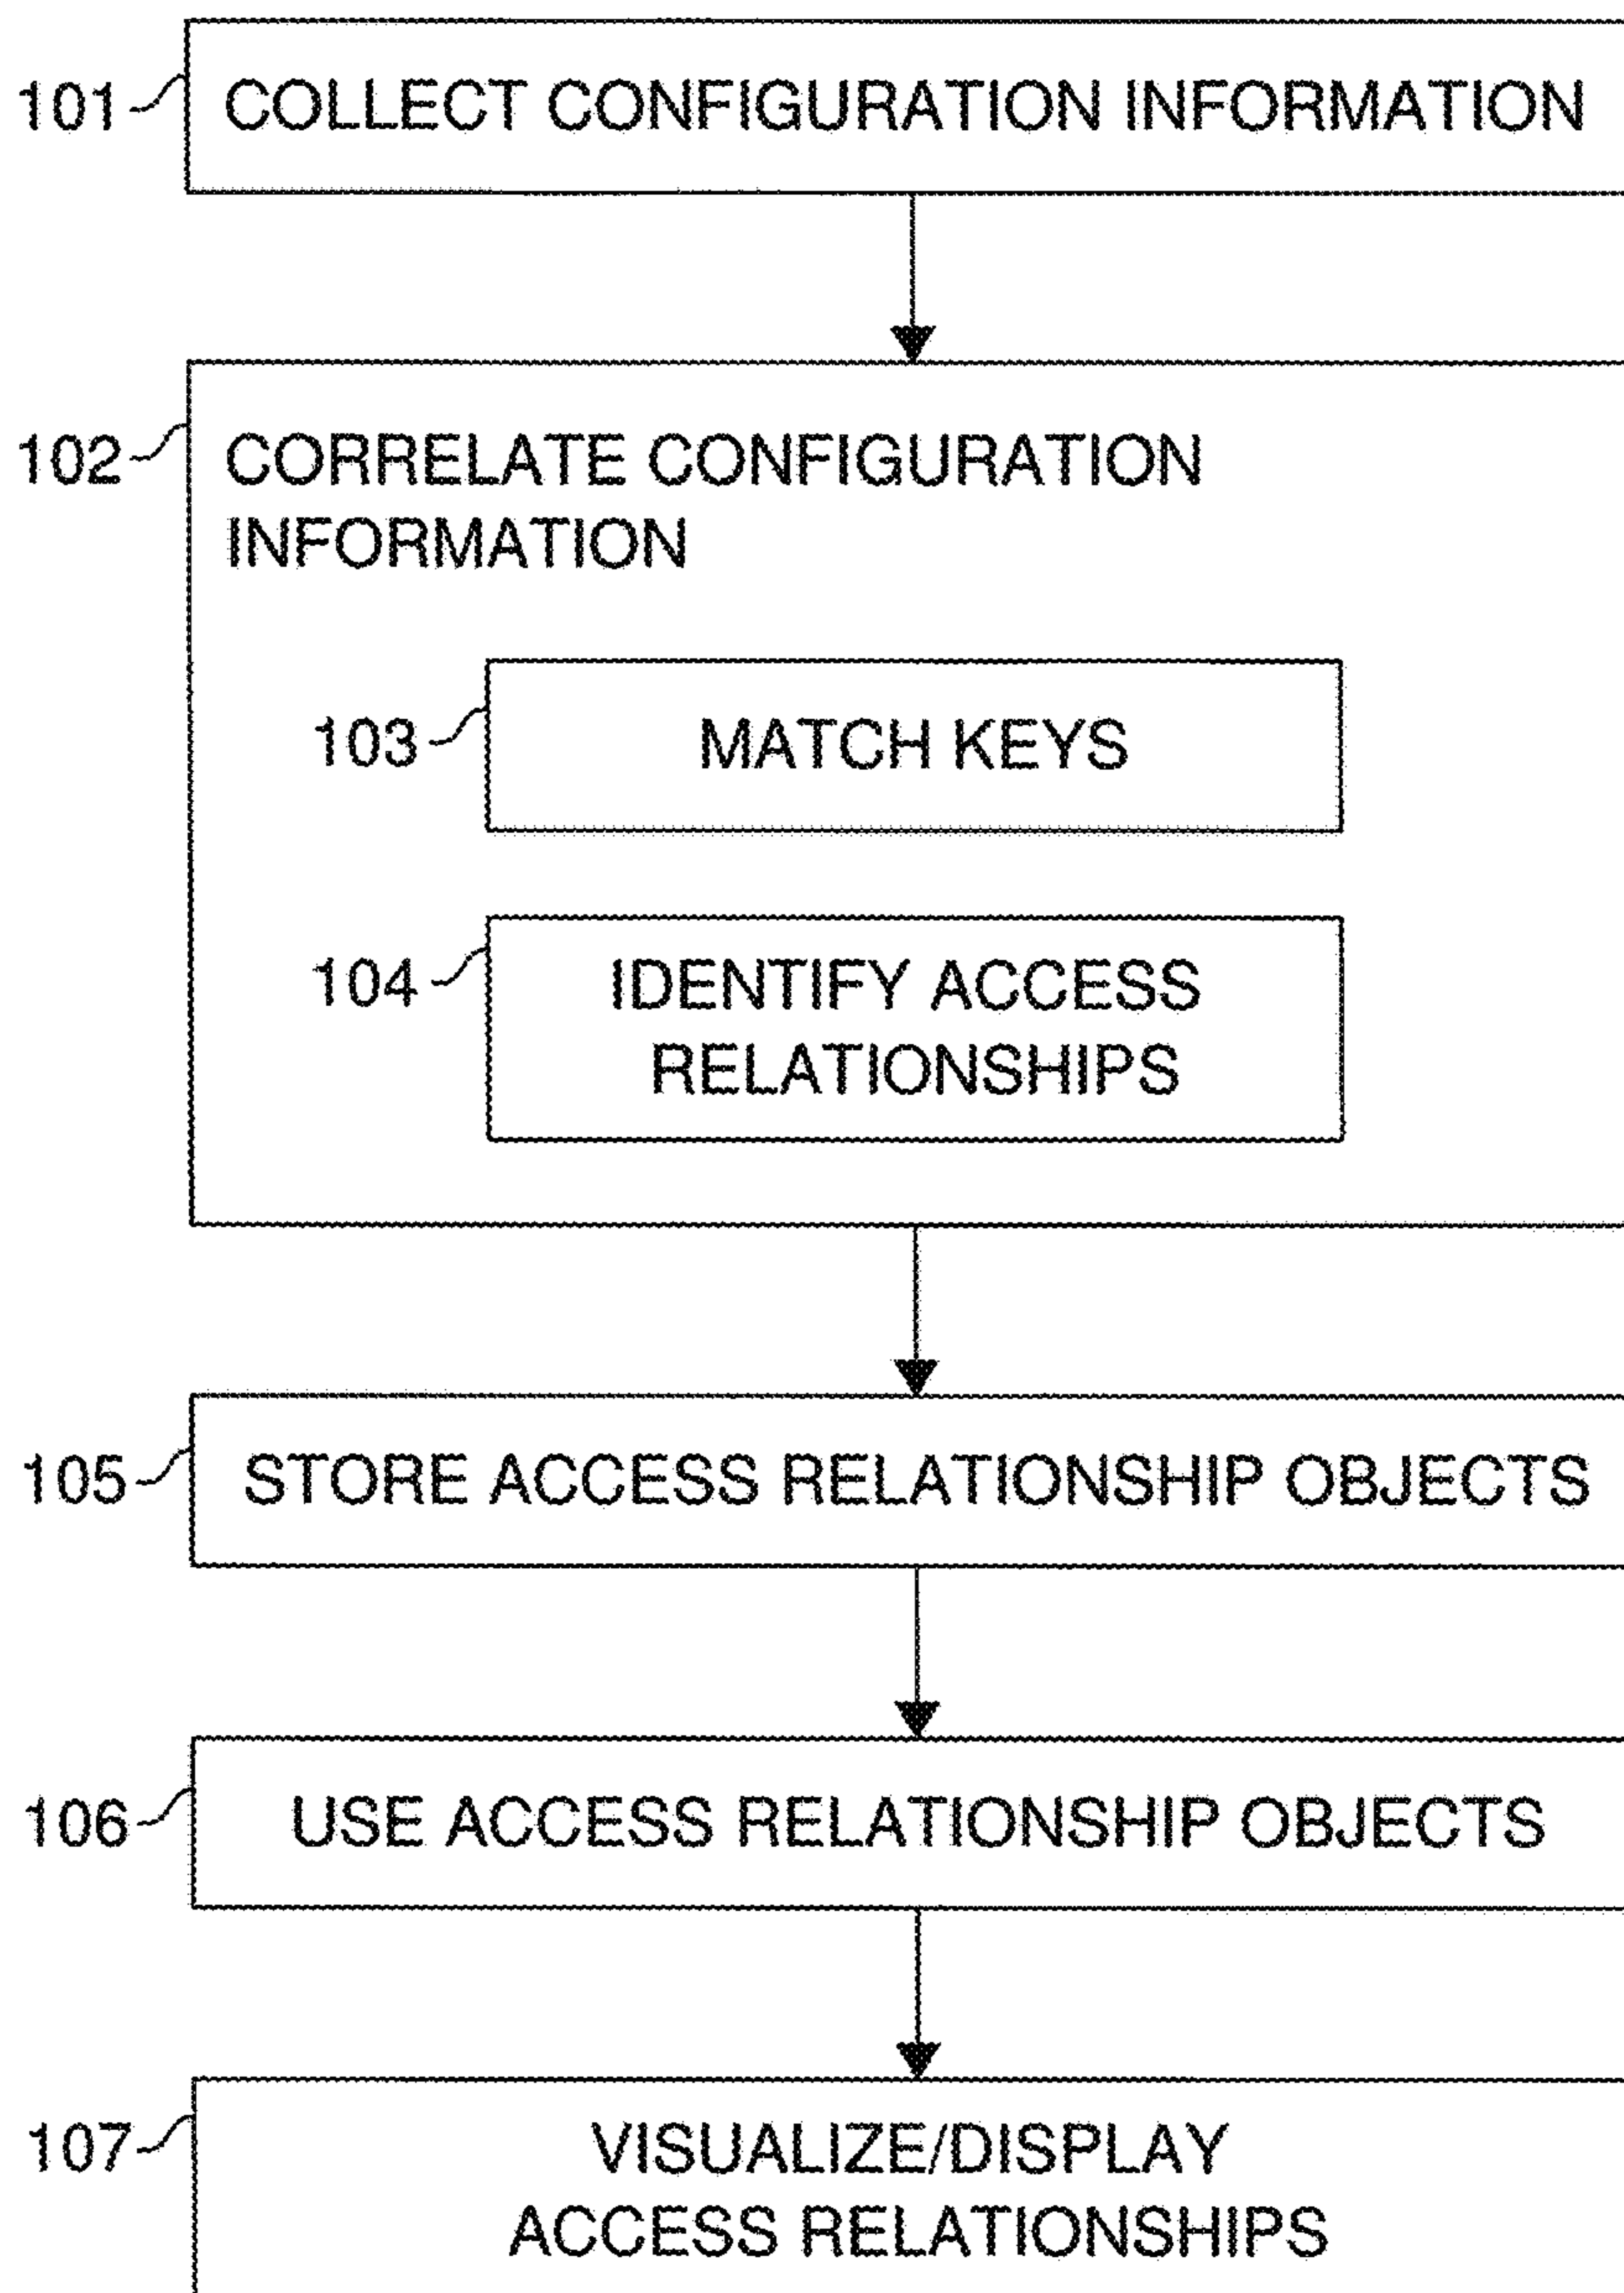 101 COLLECT CONFIGURATION INFORMATION
102 CORRELATE CONFIGURATION
INFORMATION
103 MATCH KEYS
104 IDENTIFY ACCESS
RELATIONSHIPS
105 STORE ACCESS RELATIONSHIP OBJECTS
106 USE ACCESS RELATIONSHIP OBJECTS
107 VISUALIZE/DISPLAY
ACCESS RELATIONSHIPS